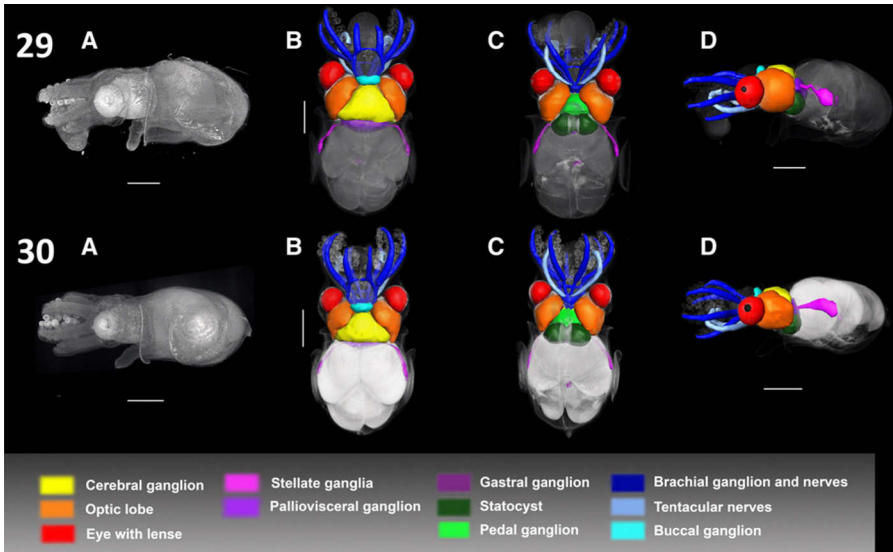 29 A B C D
30 A B C D
Cerebral ganglion Stellate ganglia Gastral ganglion Brachial ganglion and nerves
Optic lobe Palliovisceral ganglion Statocyst Tentacular nerves
Eye with lense Pedal ganglion Buccal ganglion